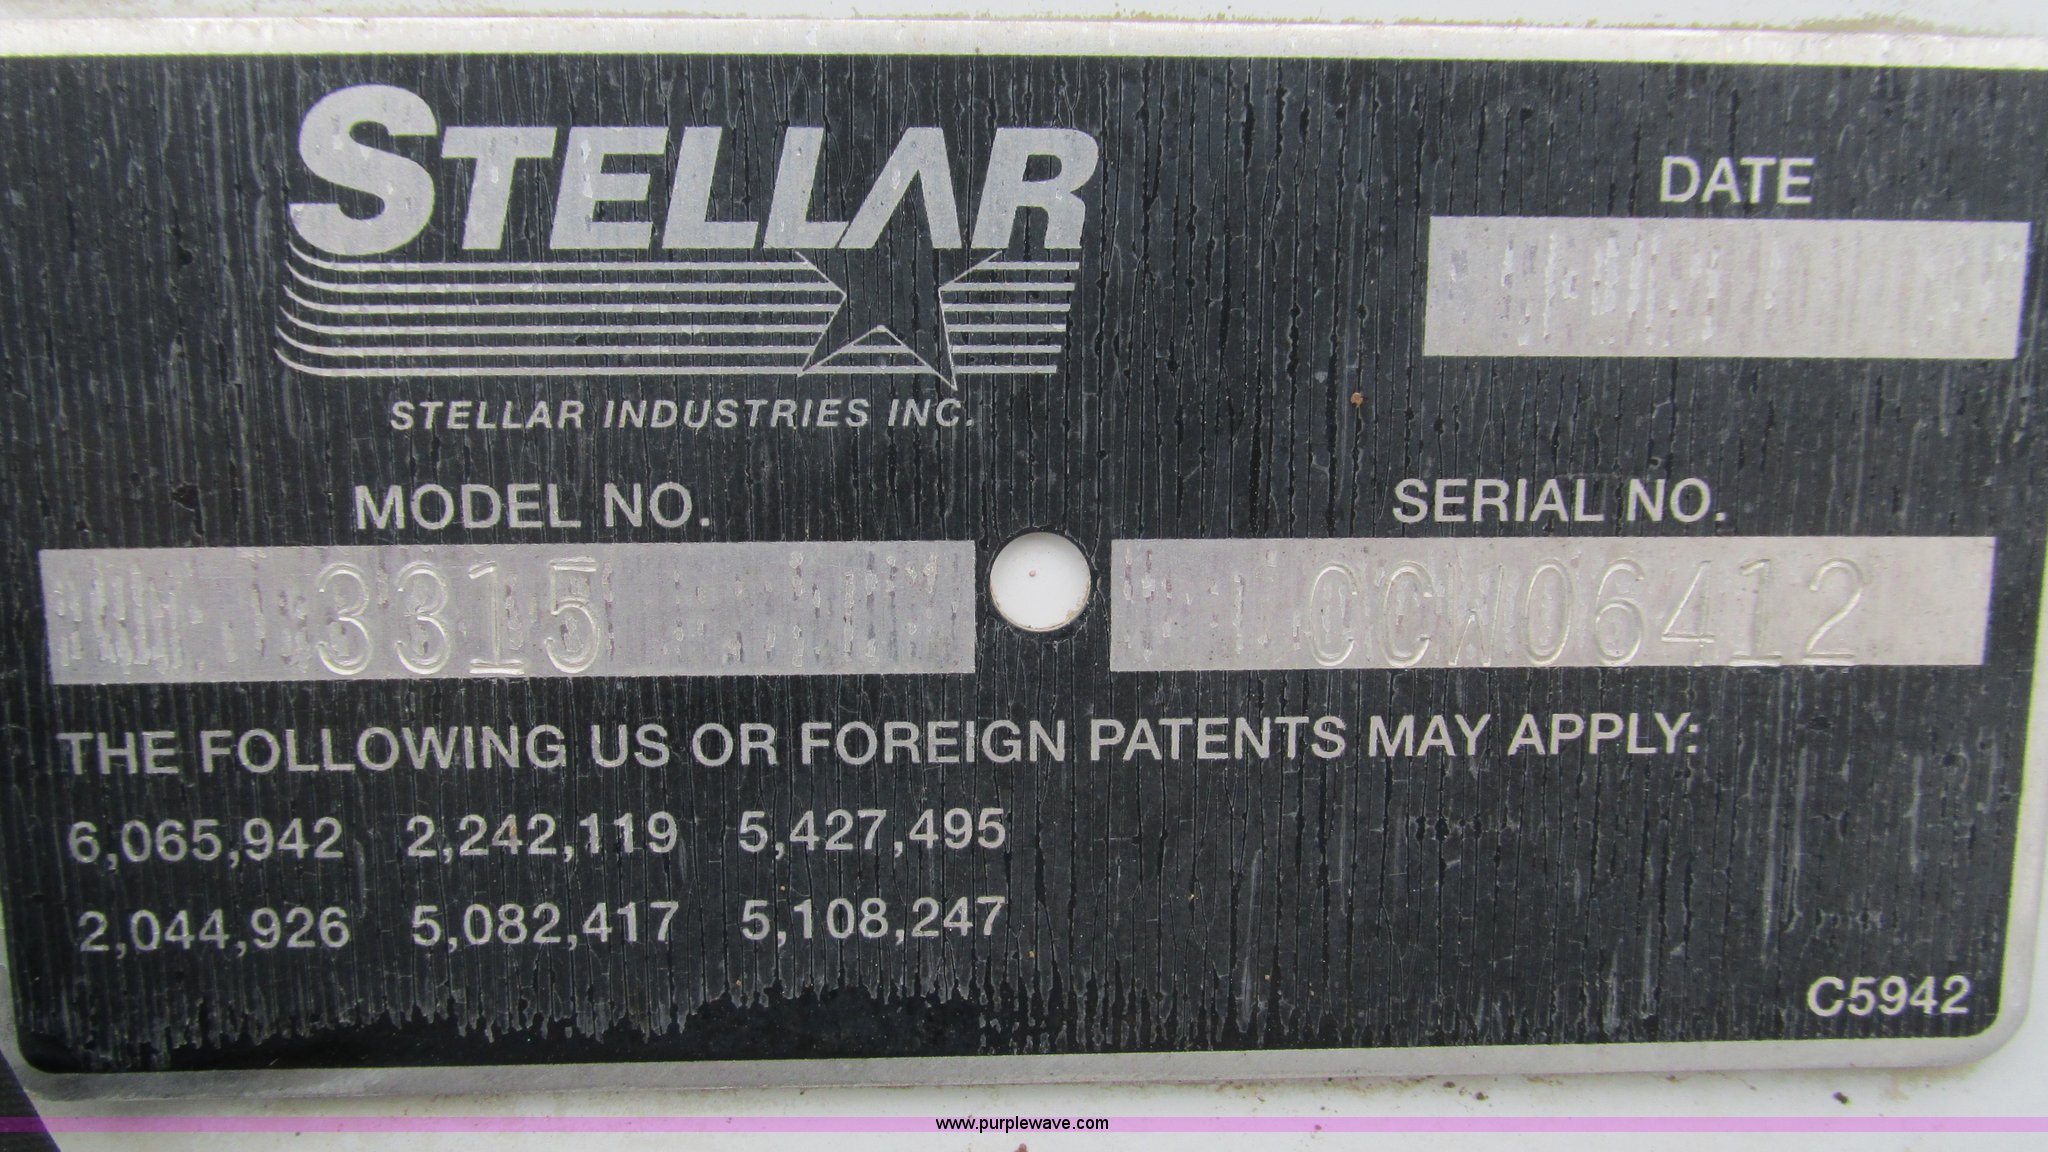 STELLAR
DATE
STELLAR INDUSTRIES INC.
MODEL NO.
SERIAL NO.
3315
CCW06412
THE FOLLOWING US OR FOREIGN PATENTS MAY APPLY:
6,065,942 2,242,119 5,427,495
2,044,926 5,082,417 5,108,247
C5942
www.purplewave.com